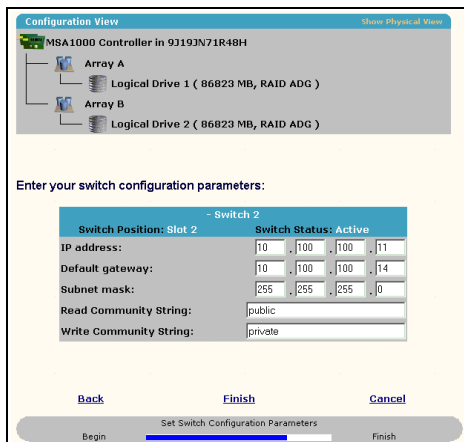 Configuration View Show Physical View
MSA1000 Controller in 9J19JN71R48H
Array A
Logical Drive 1 ( 86823 MB, RAID ADG )
Array B
Logical Drive 2 ( 86823 MB, RAID ADG )
Enter your switch configuration parameters:
- Switch 2
Switch Position: Slot 2 Switch Status: Active
IP address: 10 . 100 . 100 . 11
Default gateway: 10 . 100 . 100 . 14
Subnet mask: 255 . 255 . 255 . 0
Read Community String: public
Write Community String: private
Back Finish Cancel
Set Switch Configuration Parameters
Begin Finish